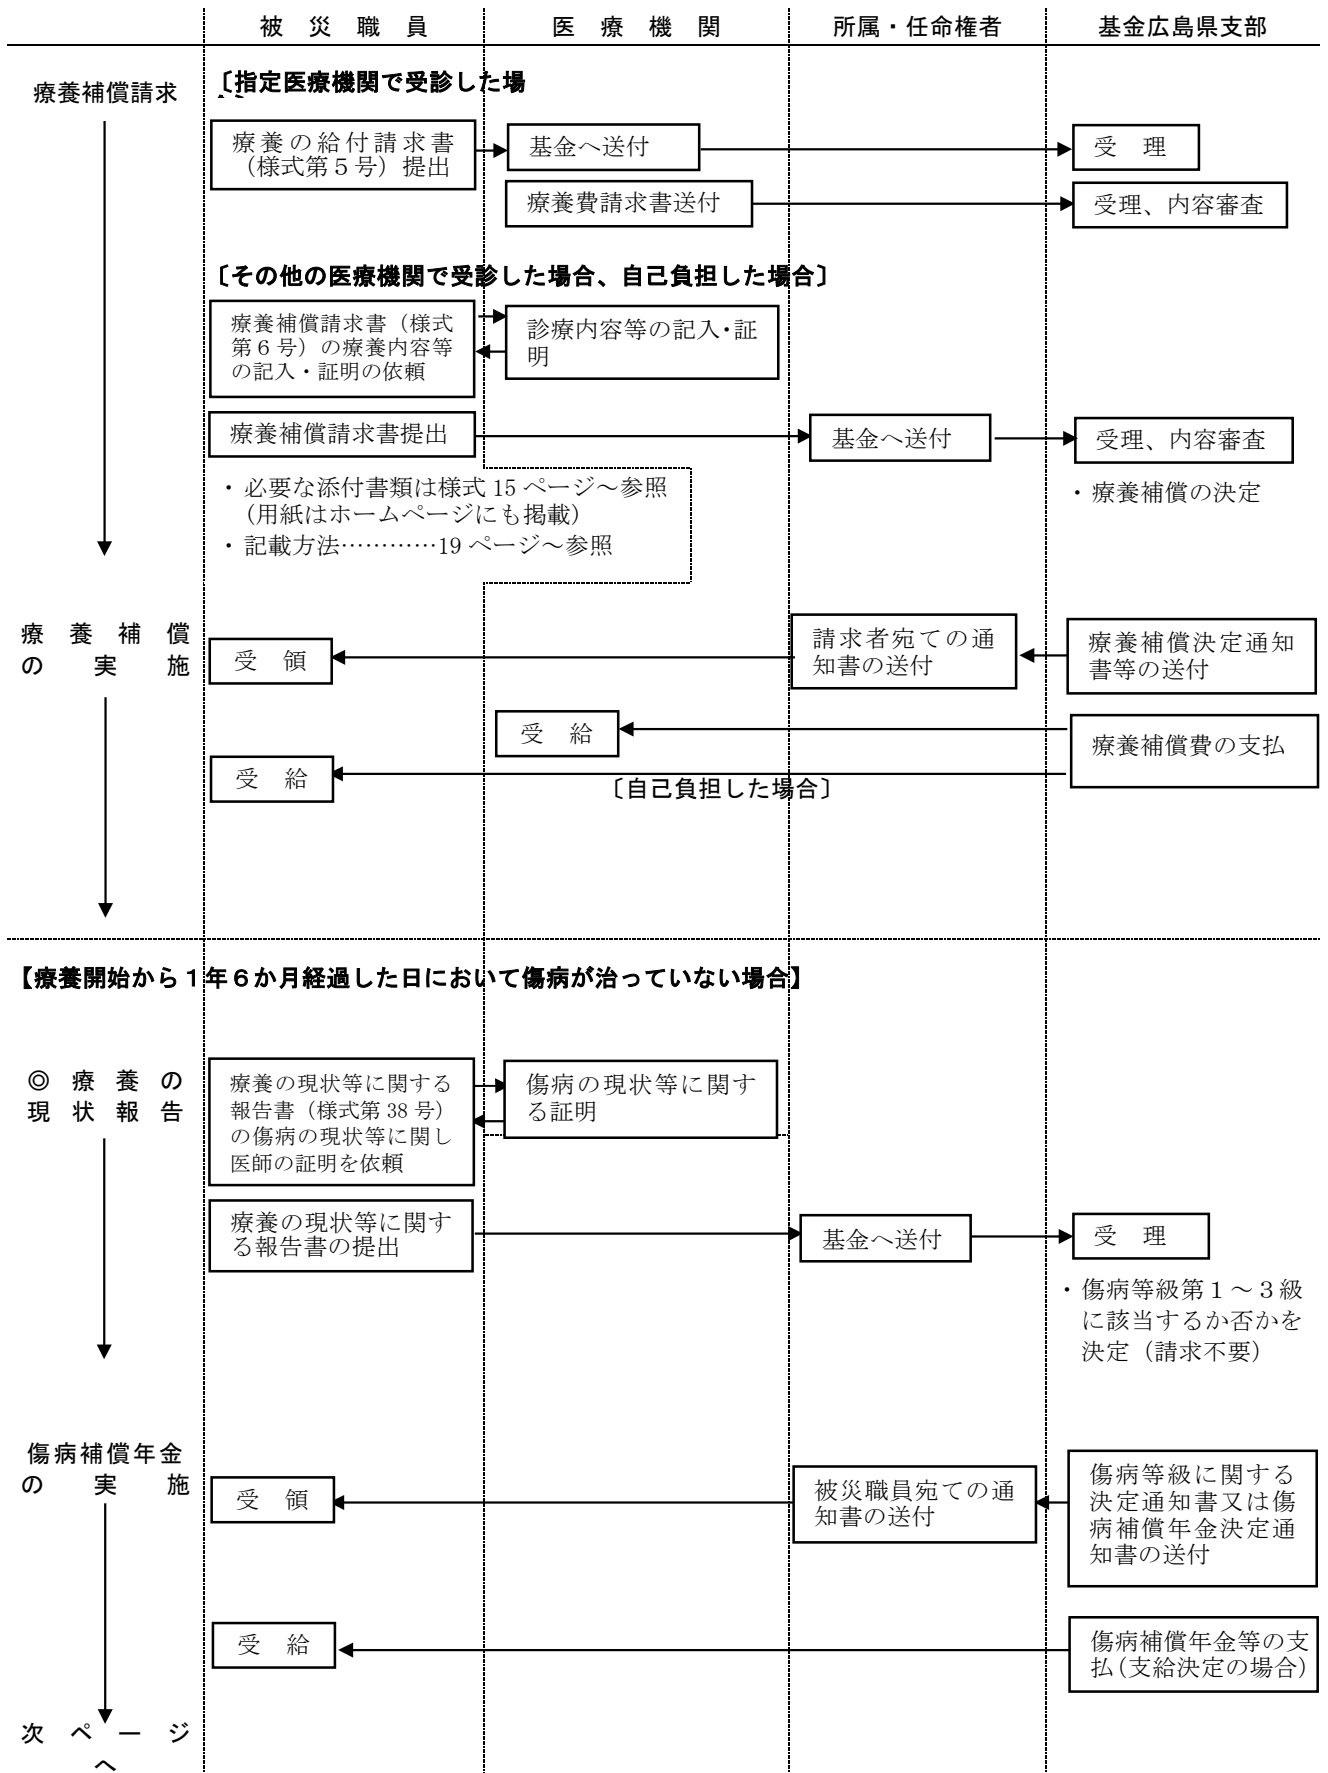 被災職員
医療機関
所属・任命権者
基金広島県支部
療養補償請求
〔指定医療機関で受診した場
療養の給付請求書
（様式第５号）提出
基金へ送付
受　理
療養費請求書送付
受理、内容審査
〔その他の医療機関で受診した場合、自己負担した場合〕
療養補償請求書（様式
第６号）の療養内容等
の記入・証明の依頼
診療内容等の記入・証
明
療養補償請求書提出
基金へ送付
受理、内容審査
・必要な添付書類は様式 15 ページ～参照
（用紙はホームページにも掲載）
・記載方法…………19 ページ～参照
・療養補償の決定
療養補償
の実施
受　領
請求者宛ての通
知書の送付
療養補償決定通知
書等の送付
受　給
療養補償費の支払
受　給
〔自己負担した場合〕
【療養開始から１年６か月経過した日において傷病が治っていない場合】
◎療養の
現状報告
療養の現状等に関する
報告書（様式第 38 号）
の傷病の現状等に関し
医師の証明を依頼
傷病の現状等に関す
る証明
療養の現状等に関す
る報告書の提出
基金へ送付
受　理
・傷病等級第１～３級
に該当するか否かを
決定（請求不要）
傷病補償年金
の実施
受　領
被災職員宛ての通
知書の送付
傷病等級に関する
決定通知書又は傷
病補償年金決定通
知書の送付
受　給
傷病補償年金等の支
払（支給決定の場合）
次ページ
へ